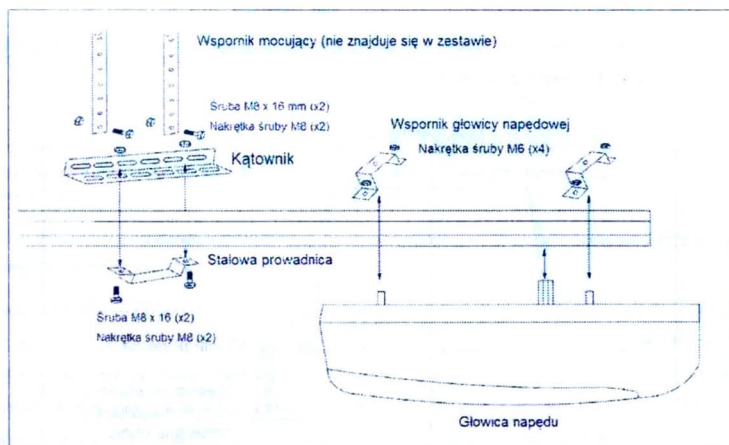 Wspornik mocujący (nie znajduje się w zestawie)
Śruba M8 x 16 mm (x2)
Nakrętka śruby M8 (x2)
Wspornik głowicy napędowej
Nakrętka śruby M6 (x4)
Kątownik
Stalowa prowadnica
Śruba M8 x 16 (x2)
Nakrętka śruby M8 (x2)
Głowica napędu